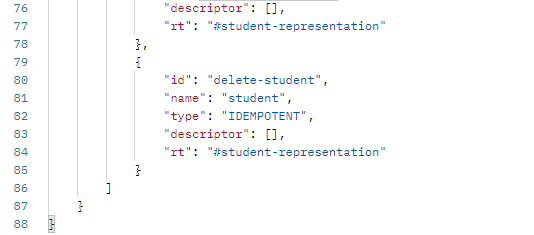 76 "descriptor": [],
77 "rt": "#student-representation"
78 },
79 {
80 "id": "delete-student",
81 "name": "student",
82 "type": "IDEMPOTENT",
83 "descriptor": [],
84 "rt": "#student-representation"
85 }
86 ]
87 }
88 }